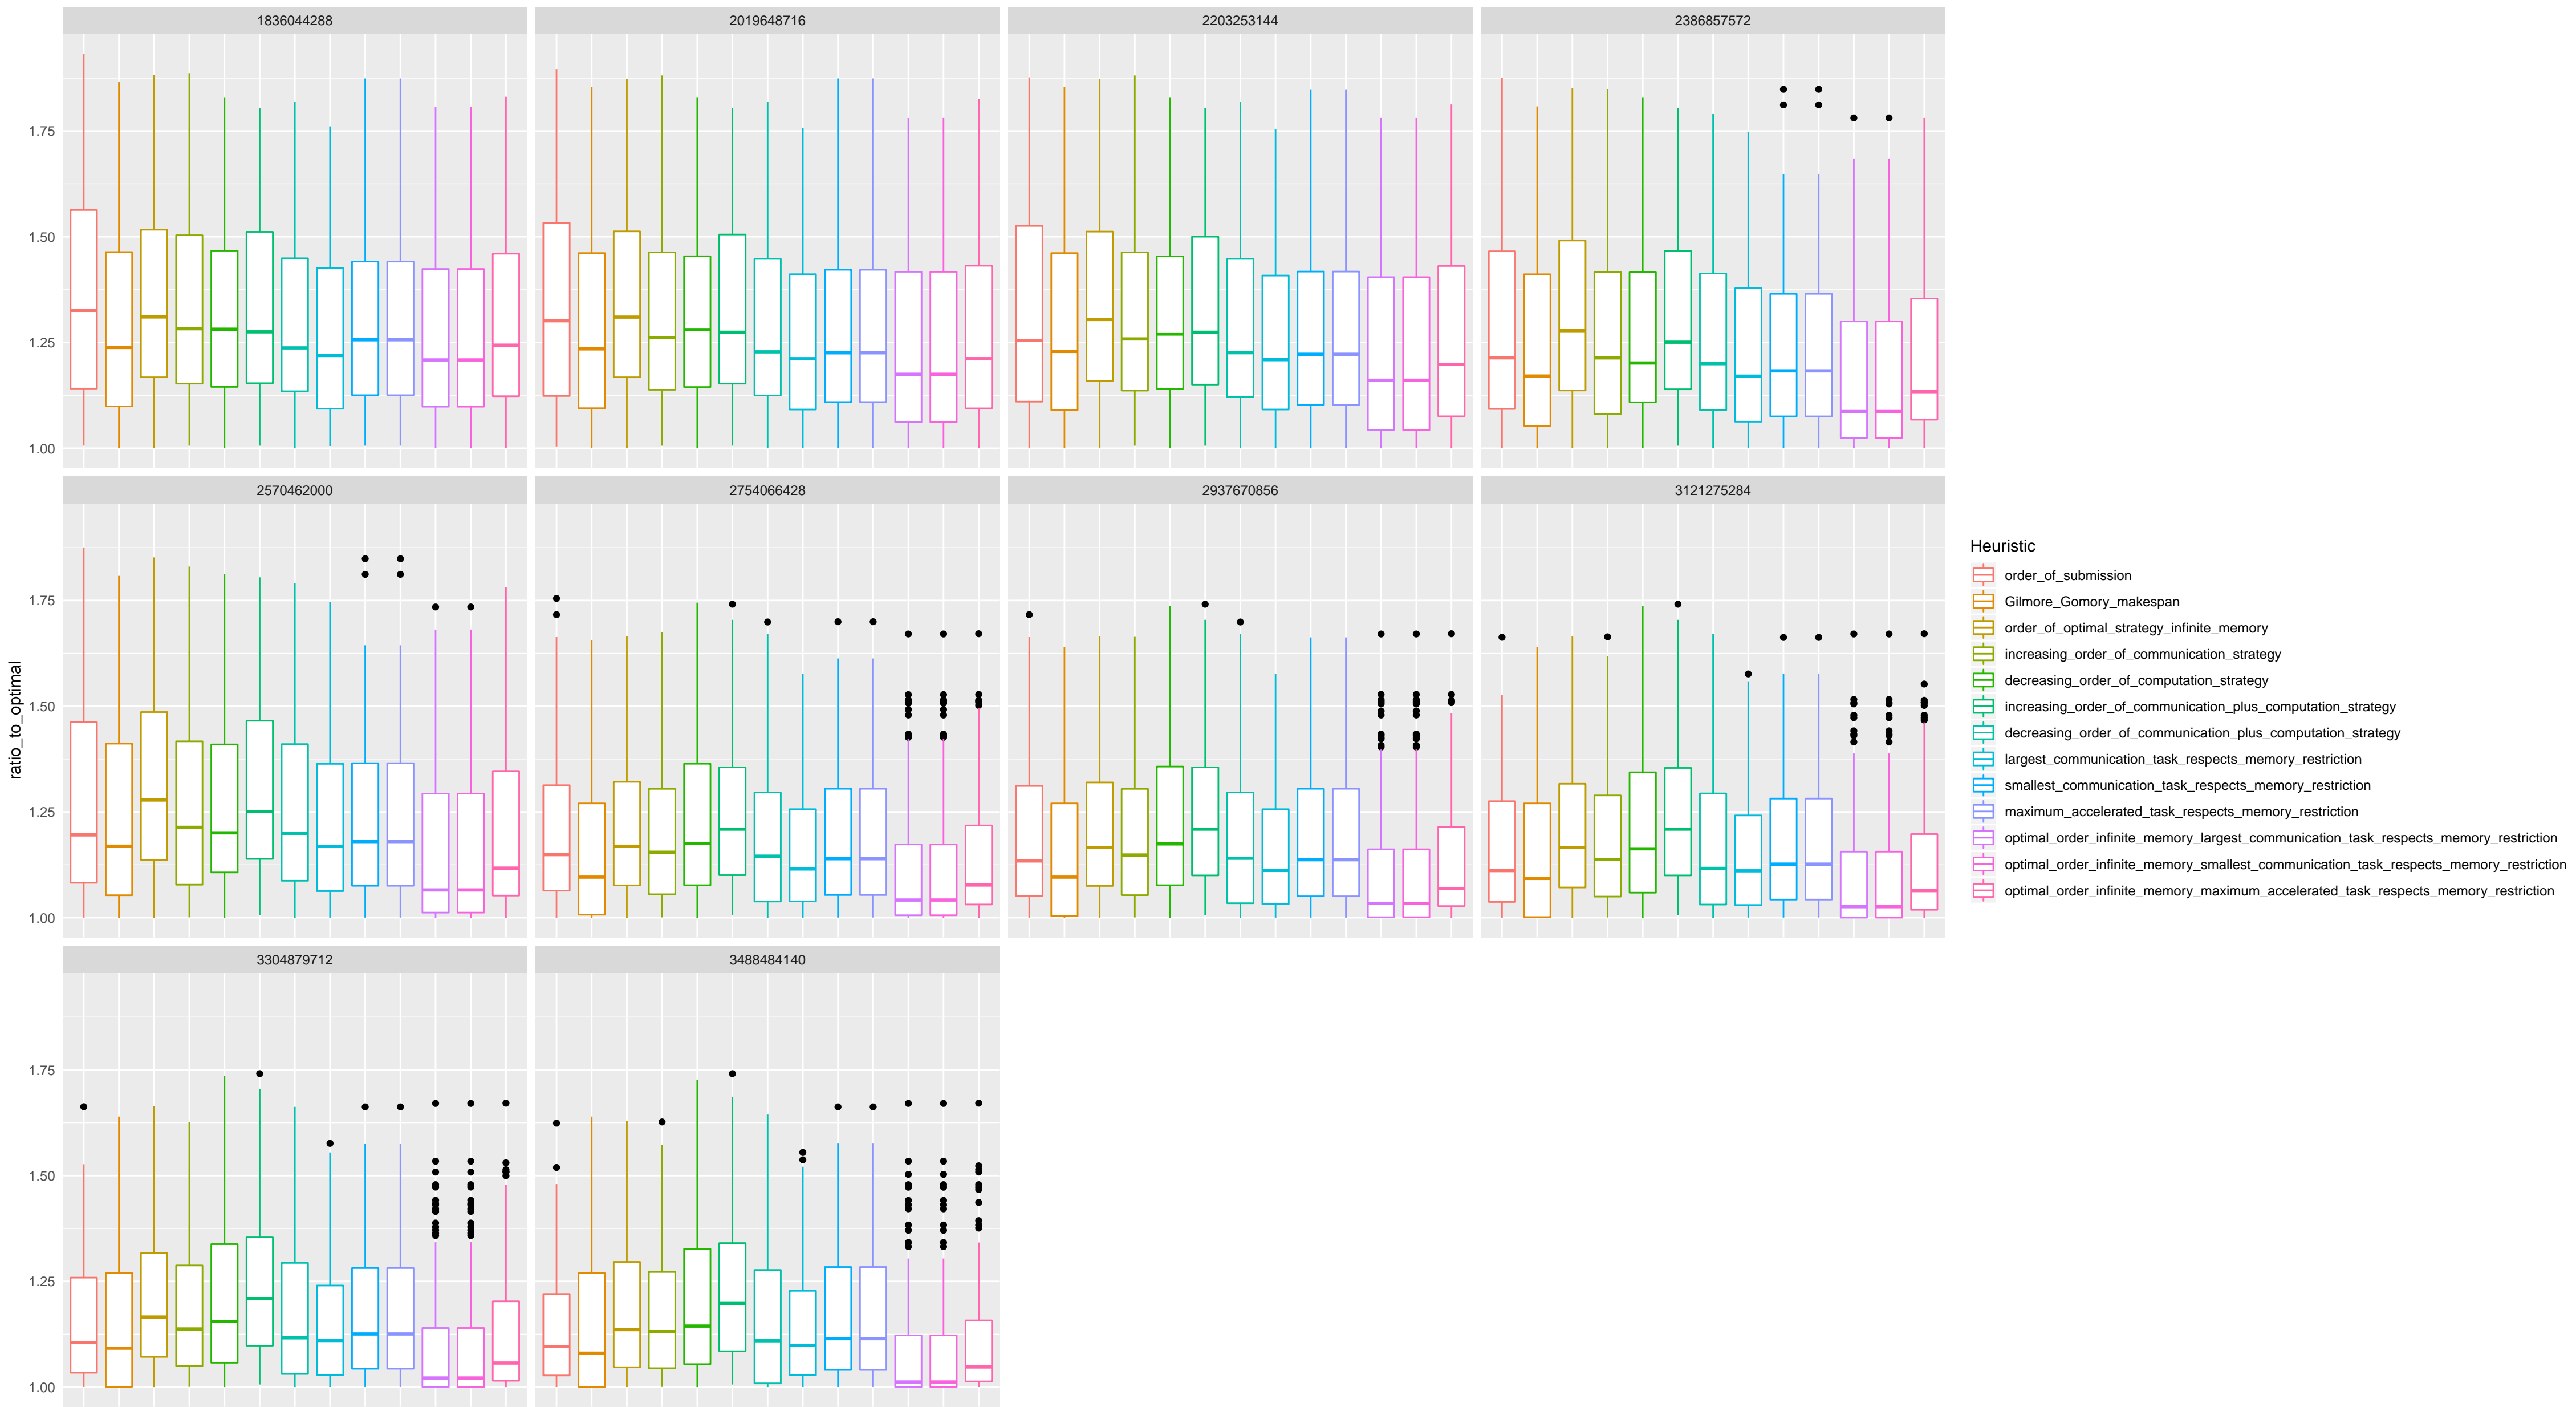 1836044288
2019648716
2203253144
2386857572
1.75
1.50
1.25
1.00
2570462000
2754066428
2937670856
3121275284
1.75
1.50
1.25
1.00
ratio_to_optimal
3304879712
3488484140
1.75
1.50
1.25
1.00
Heuristic
order_of_submission
Gilmore_Gomory_makespan
order_of_optimal_strategy_infinite_memory
increasing_order_of_communication_strategy
decreasing_order_of_computation_strategy
increasing_order_of_communication_plus_computation_strategy
decreasing_order_of_communication_plus_computation_strategy
largest_communication_task_respects_memory_restriction
smallest_communication_task_respects_memory_restriction
maximum_accelerated_task_respects_memory_restriction
optimal_order_infinite_memory_largest_communication_task_respects_memory_restriction
optimal_order_infinite_memory_smallest_communication_task_respects_memory_restriction
optimal_order_infinite_memory_maximum_accelerated_task_respects_memory_restriction